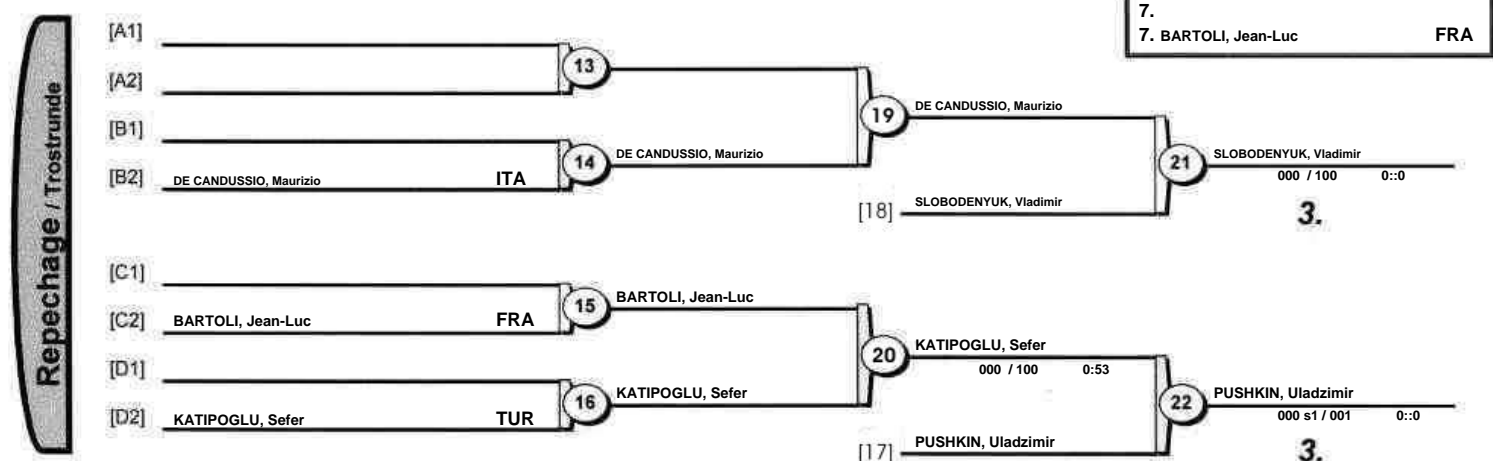 7.
7. BARTOLI, Jean-Luc FRA
Repechage / Trostrunde
[A1]
13
[A2]
19 DE CANDUSSIO, Maurizio
[B1]
14 DE CANDUSSIO, Maurizio
[B2] DE CANDUSSIO, Maurizio ITA
21 SLOBODENYUK, Vladimir
000 / 100 0::0
[18] SLOBODENYUK, Vladimir
3.
[C1]
15 BARTOLI, Jean-Luc
[C2] BARTOLI, Jean-Luc FRA
20 KATIPOGLU, Sefer
000 / 100 0:53
[D1]
16 KATIPOGLU, Sefer
[D2] KATIPOGLU, Sefer TUR
22 PUSHKIN, Uladzimir
000 s1 / 001 0::0
[17] PUSHKIN, Uladzimir
3.